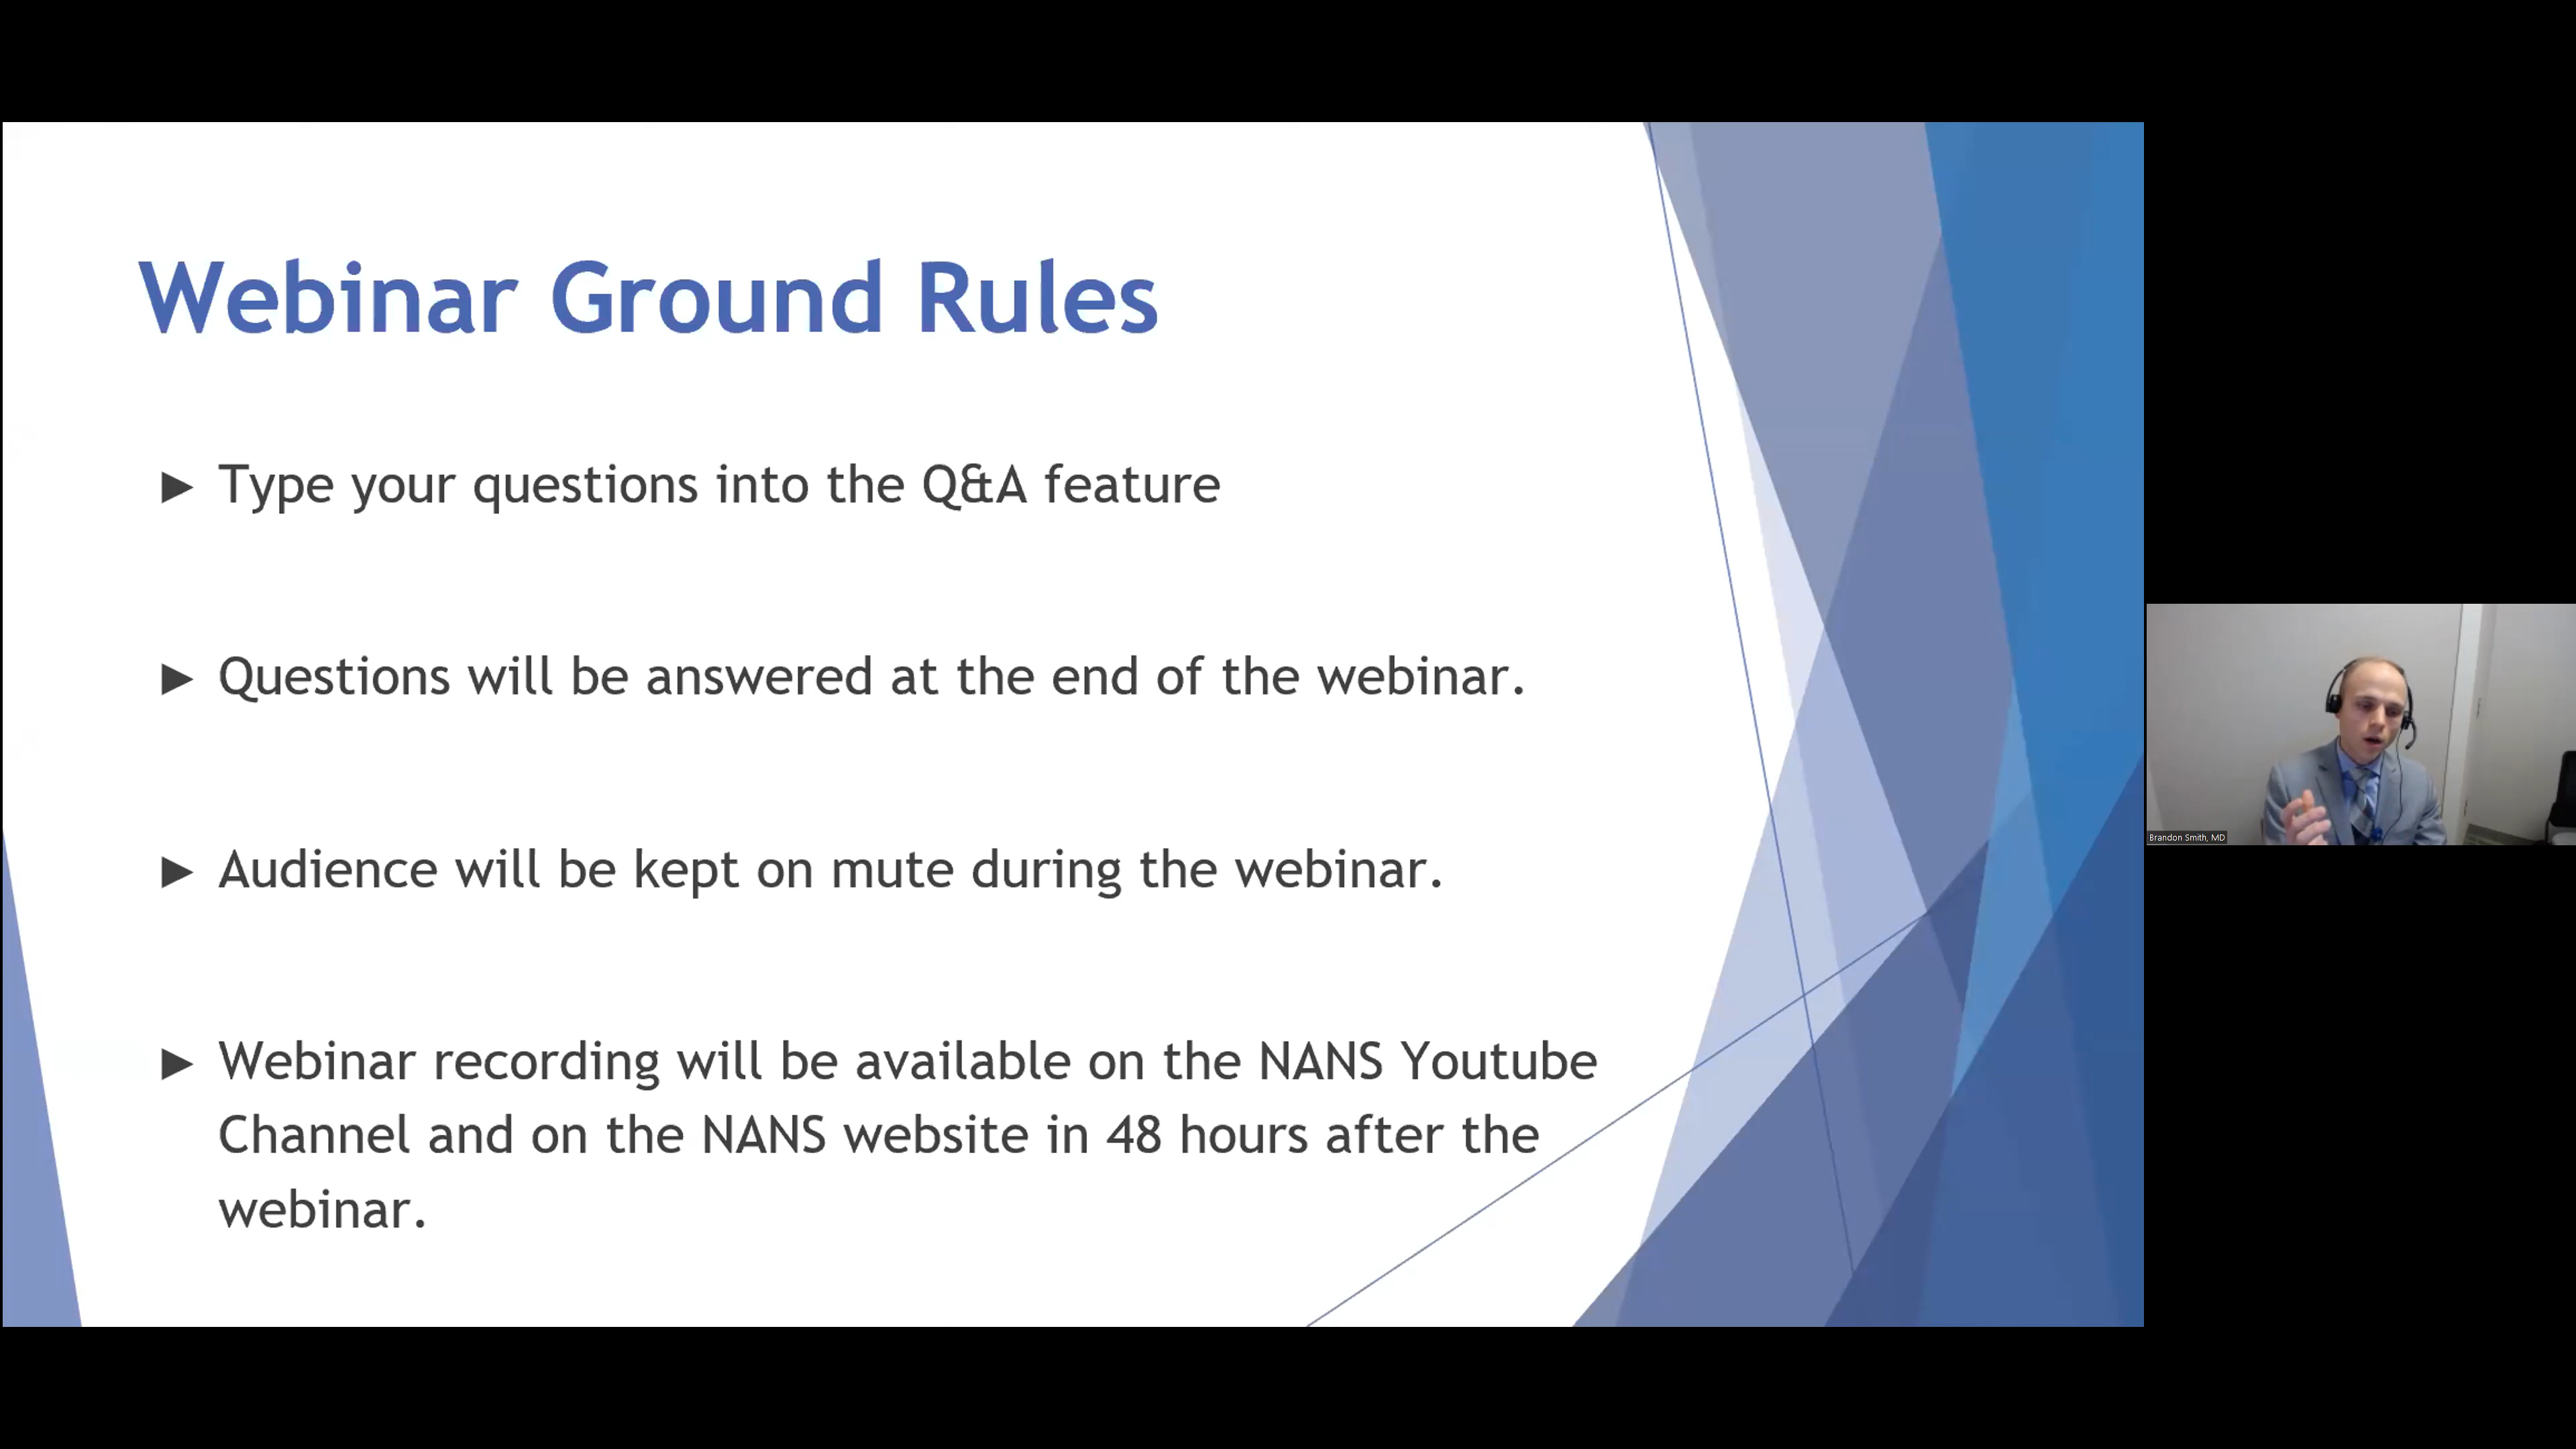 Webinar Ground Rules
► Type your questions into the Q&A feature
► Questions will be answered at the end of the webinar.
► Audience will be kept on mute during the webinar.
► Webinar recording will be available on the NANS Youtube
Channel and on the NANS website in 48 hours after the
webinar.
Brandon Smith, MD